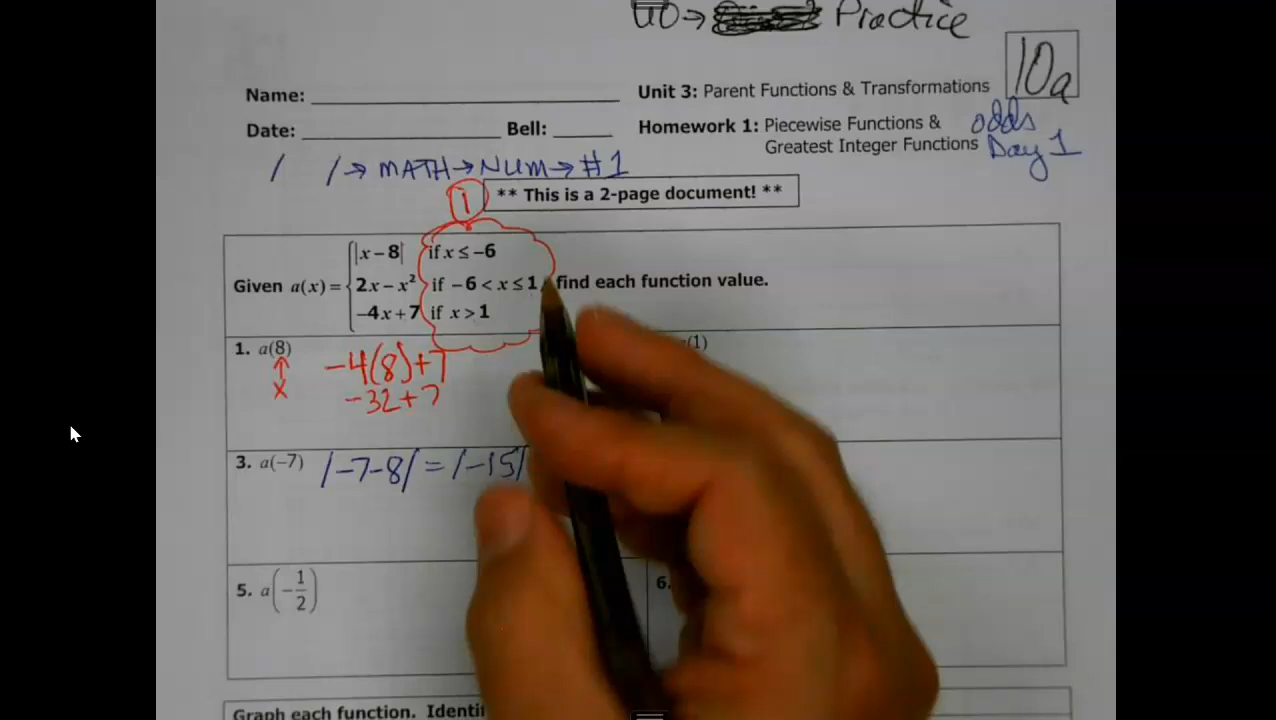 Practice
10a
Name:
Unit 3: Parent Functions & Transformations
Date: Bell:
Homework 1: Piecewise Functions & odds
Greatest Integer Functions Day 1
/ /→ MATH → NUM → #1
1
** This is a 2-page document! **
|x − 8| if x ≤ −6
Given a(x) = 2x − x² if −6 < x ≤ 1, find each function value.
−4x + 7 if x > 1
1. a(8) −4(8)+7
(1)
x −32+7
3. a(−7) |−7−8| = |−15|
5. a(−1/2)
6.
Graph each function.